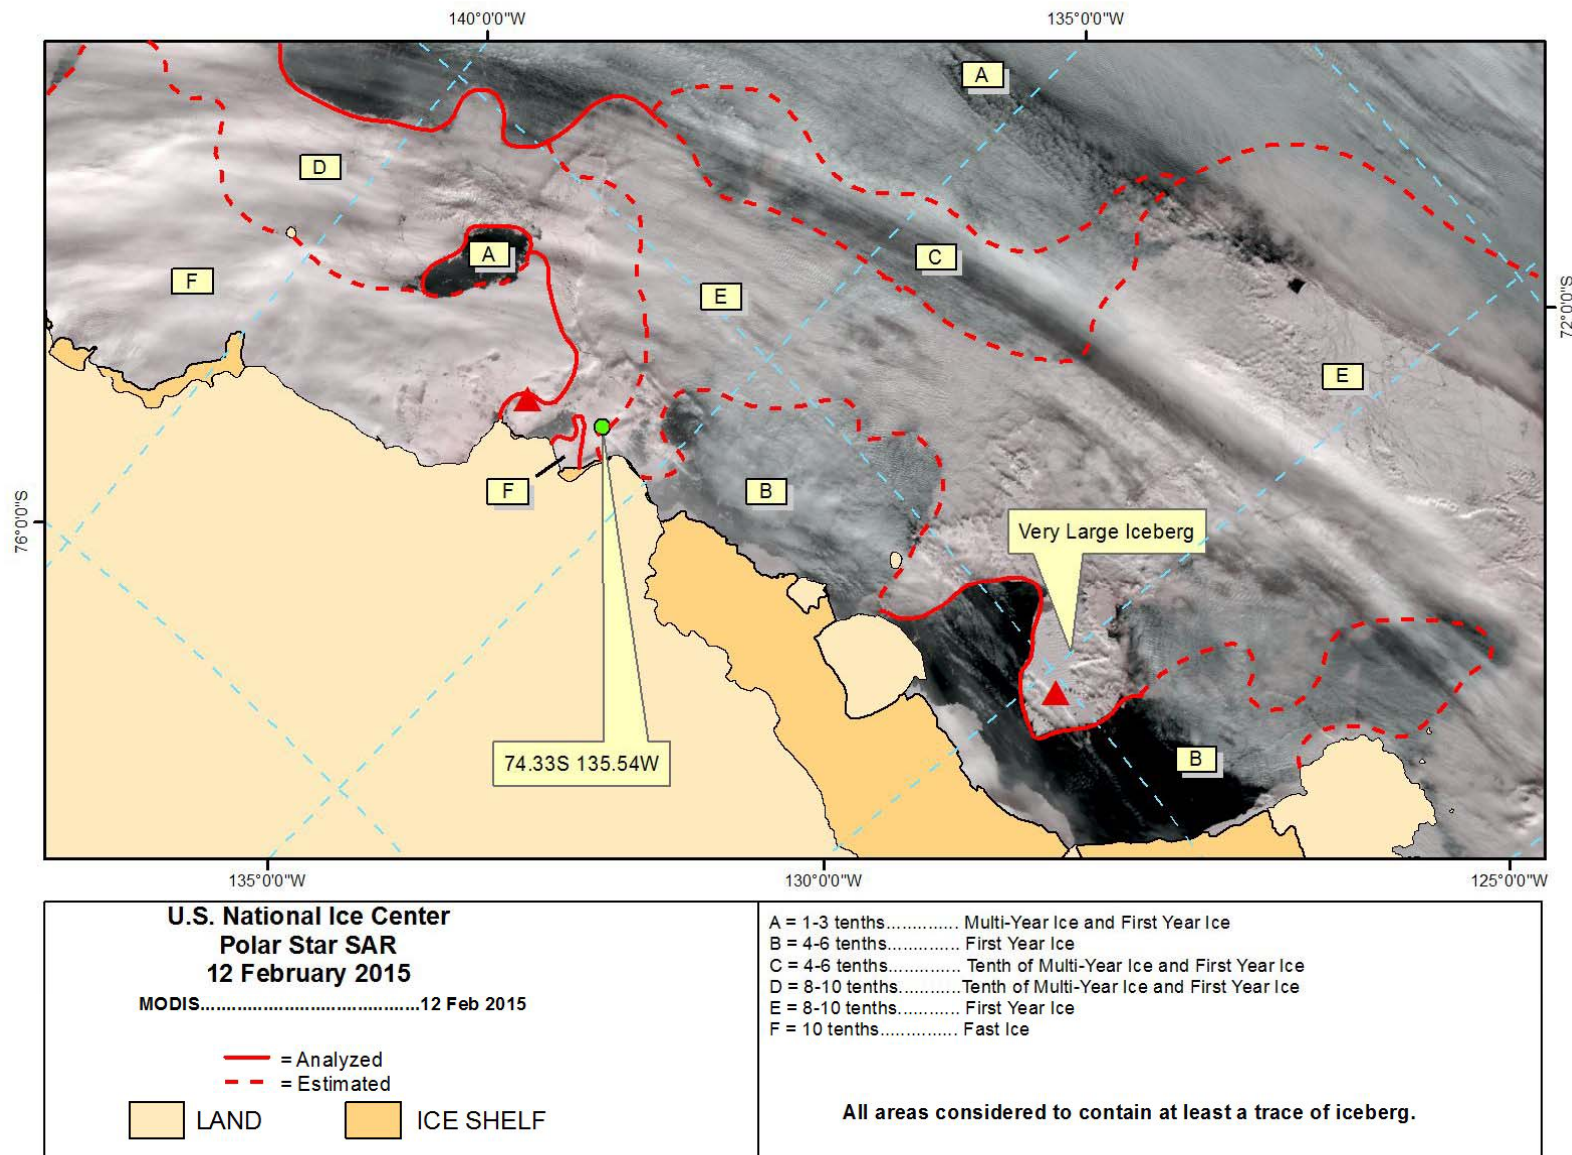 140°0'0"W
135°0'0"W
A
D
A
F
C
E
72°0'0"S
E
F
B
76°0'0"S
Very Large Iceberg
74.33S 135.54W
B
135°0'0"W
130°0'0"W
125°0'0"W
U.S. National Ice Center
Polar Star SAR
12 February 2015
MODIS........................................12 Feb 2015
= Analyzed
= Estimated
LAND
ICE SHELF
A = 1-3 tenths............. Multi-Year Ice and First Year Ice
B = 4-6 tenths............. First Year Ice
C = 4-6 tenths............. Tenth of Multi-Year Ice and First Year Ice
D = 8-10 tenths...........Tenth of Multi-Year Ice and First Year Ice
E = 8-10 tenths........... First Year Ice
F = 10 tenths.............. Fast Ice
All areas considered to contain at least a trace of iceberg.